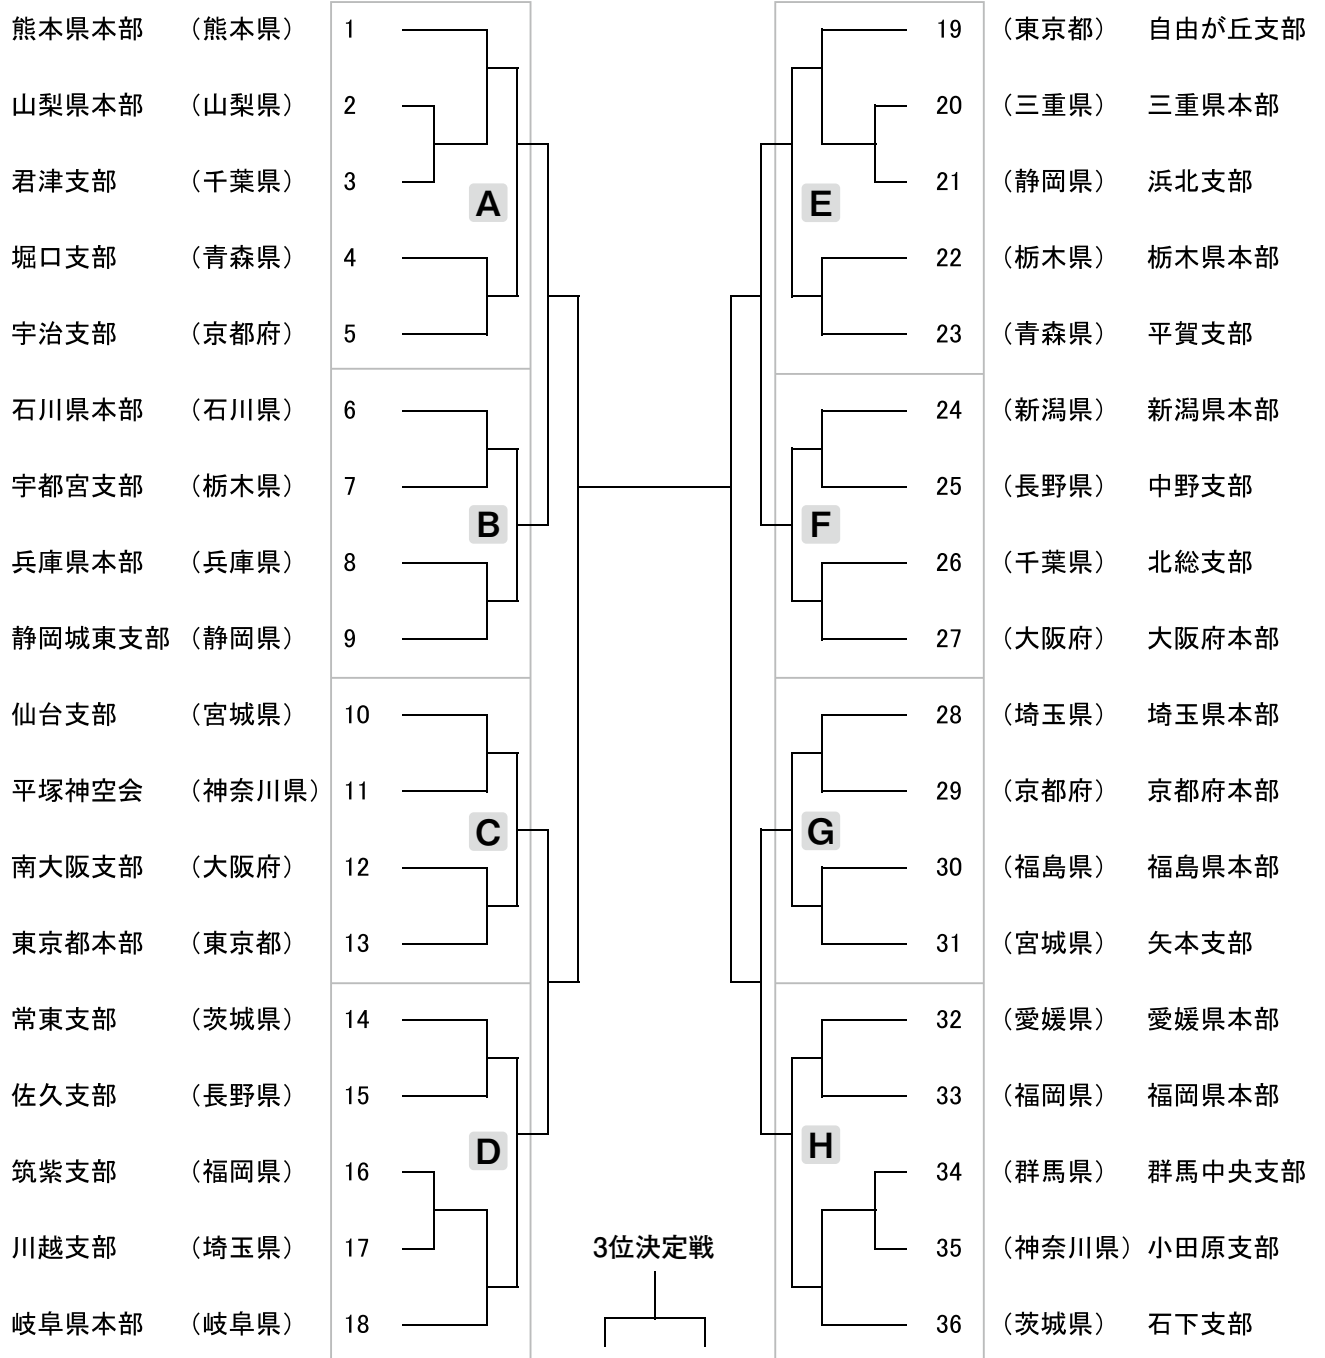 熊本県本部 （熊本県） 1
山梨県本部 （山梨県） 2
君津支部 （千葉県） 3
A
堀口支部 （青森県） 4
宇治支部 （京都府） 5
石川県本部 （石川県） 6
宇都宮支部 （栃木県） 7
B
兵庫県本部 （兵庫県） 8
静岡城東支部 （静岡県） 9
仙台支部 （宮城県） 10
平塚神空会 （神奈川県） 11
C
南大阪支部 （大阪府） 12
東京都本部 （東京都） 13
常東支部 （茨城県） 14
佐久支部 （長野県） 15
D
筑紫支部 （福岡県） 16
川越支部 （埼玉県） 17
岐阜県本部 （岐阜県） 18
3位決定戦
19 （東京都） 自由が丘支部
20 （三重県） 三重県本部
21 （静岡県） 浜北支部
E
22 （栃木県） 栃木県本部
23 （青森県） 平賀支部
24 （新潟県） 新潟県本部
25 （長野県） 中野支部
F
26 （千葉県） 北総支部
27 （大阪府） 大阪府本部
28 （埼玉県） 埼玉県本部
29 （京都府） 京都府本部
G
30 （福島県） 福島県本部
31 （宮城県） 矢本支部
32 （愛媛県） 愛媛県本部
33 （福岡県） 福岡県本部
H
34 （群馬県） 群馬中央支部
35 （神奈川県） 小田原支部
36 （茨城県） 石下支部